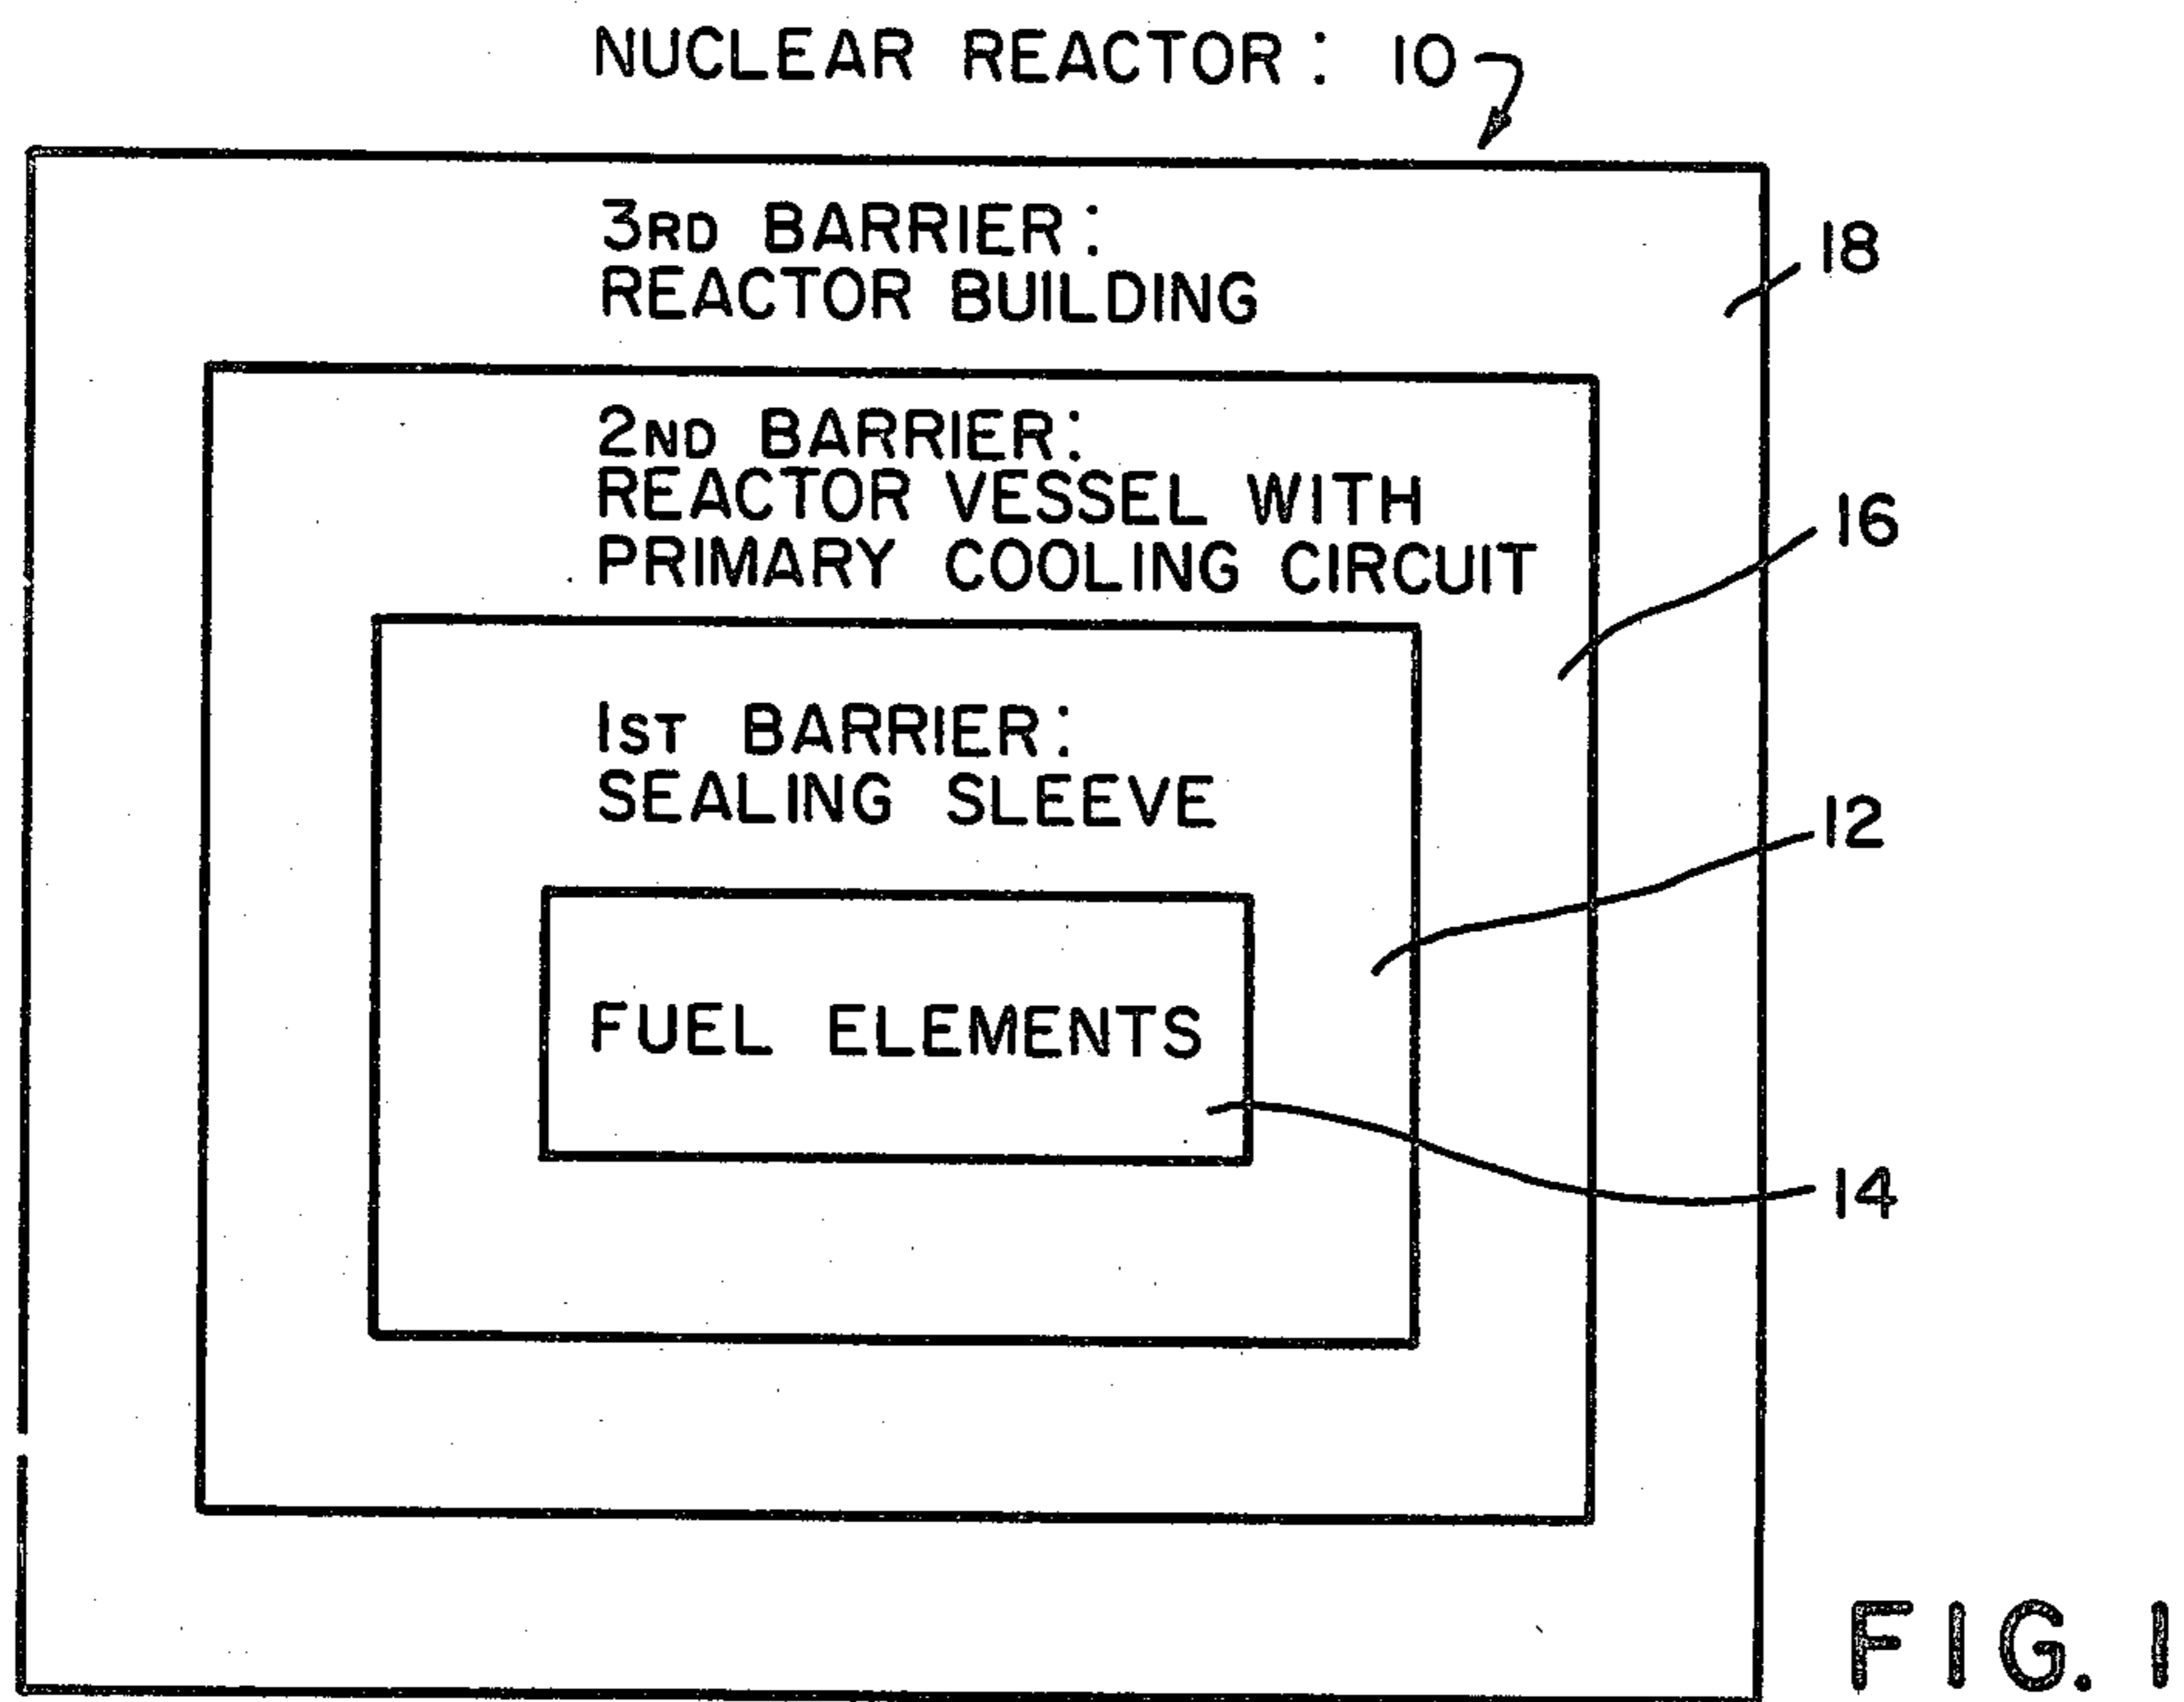 NUCLEAR REACTOR: 10
3RD BARRIER:
REACTOR BUILDING
18
2ND BARRIER:
REACTOR VESSEL WITH
PRIMARY COOLING CIRCUIT
16
1ST BARRIER:
SEALING SLEEVE
12
FUEL ELEMENTS
14
FIG. 1